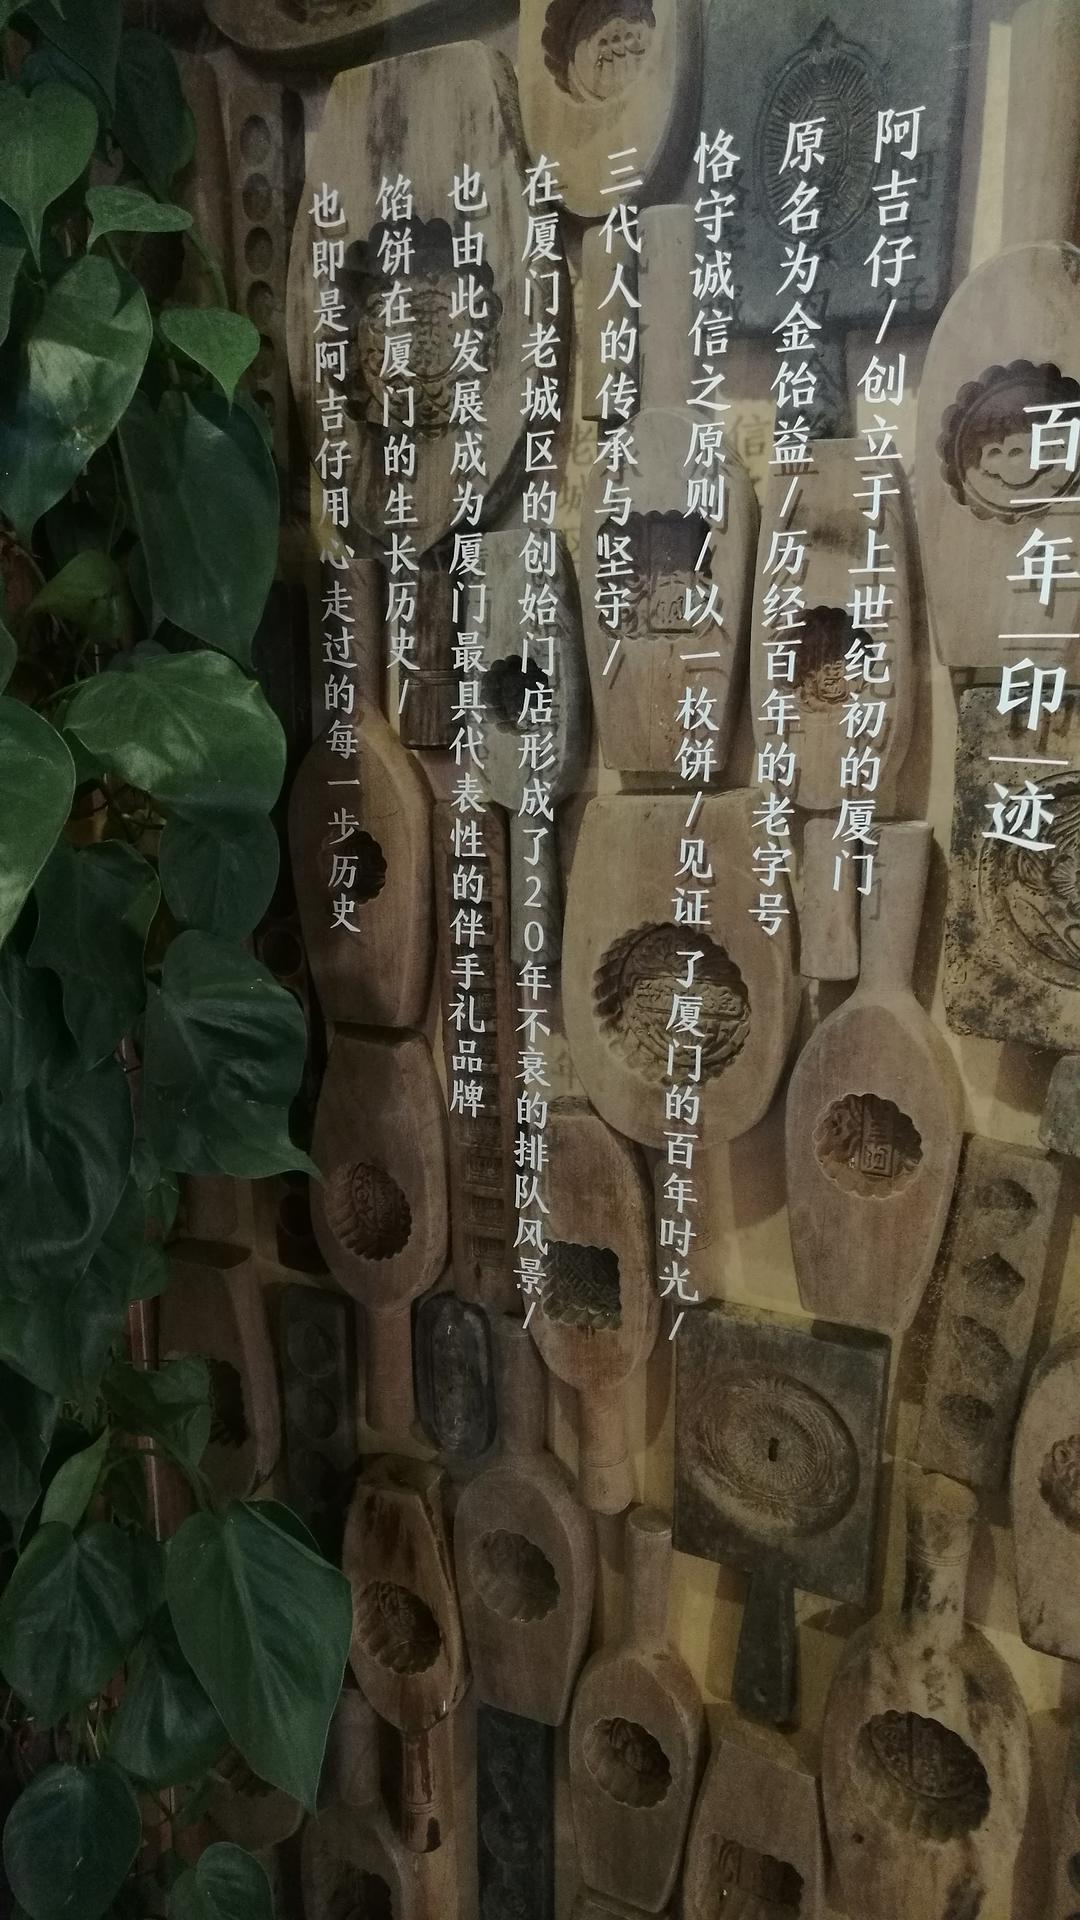 百年印迹
阿吉仔/创立于上世纪初的厦门
原名为金饴益/历经百年的老字号
恪守诚信之原则/以一枚饼/见证了厦门的百年时光/
三代人的传承与坚守/
在厦门老城区的创始门店形成了20年不衰的排队风景/
也由此发展成为厦门最具代表性的伴手礼品牌
馅饼在厦门的生长历史/
也即是阿吉仔用心走过的每一步历史